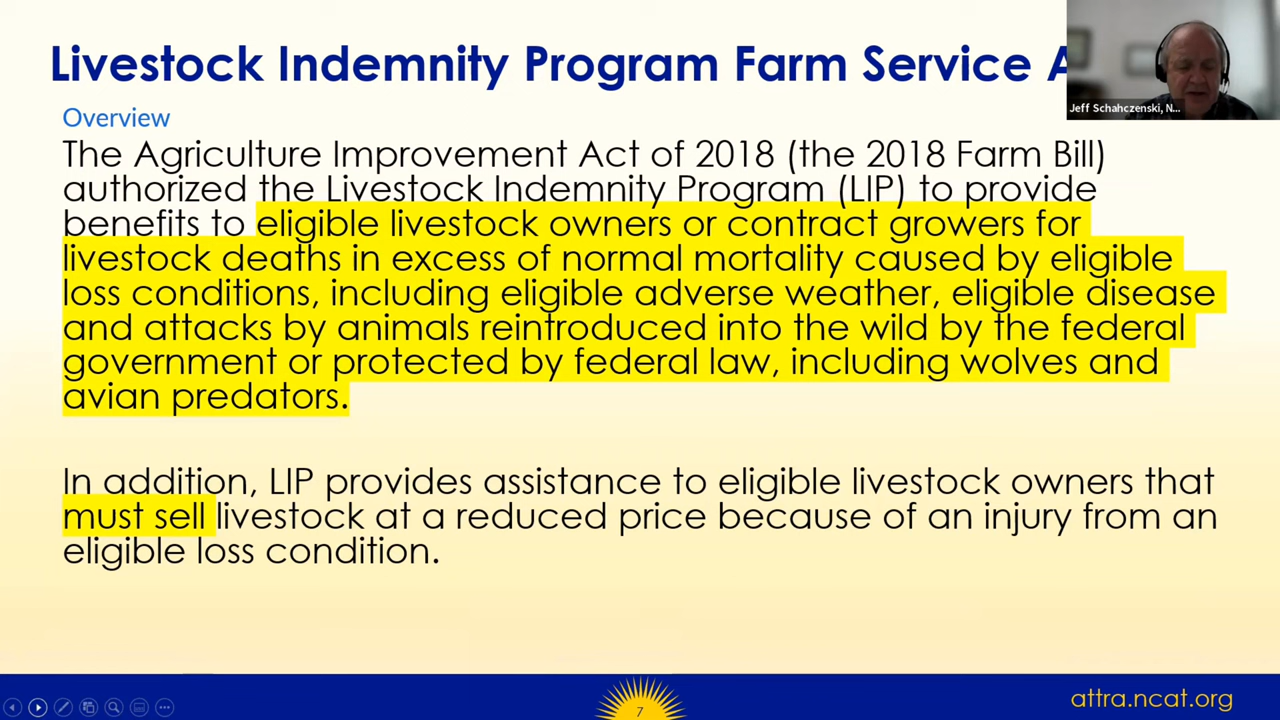 Livestock Indemnity Program Farm Service
Jeff Schahczenski, N...
Overview
The Agriculture Improvement Act of 2018 (the 2018 Farm Bill)
authorized the Livestock Indemnity Program (LIP) to provide
benefits to eligible livestock owners or contract growers for
livestock deaths in excess of normal mortality caused by eligible
loss conditions, including eligible adverse weather, eligible disease
and attacks by animals reintroduced into the wild by the federal
government or protected by federal law, including wolves and
avian predators.
In addition, LIP provides assistance to eligible livestock owners that
must sell livestock at a reduced price because of an injury from an
eligible loss condition.
7
attra.ncat.org